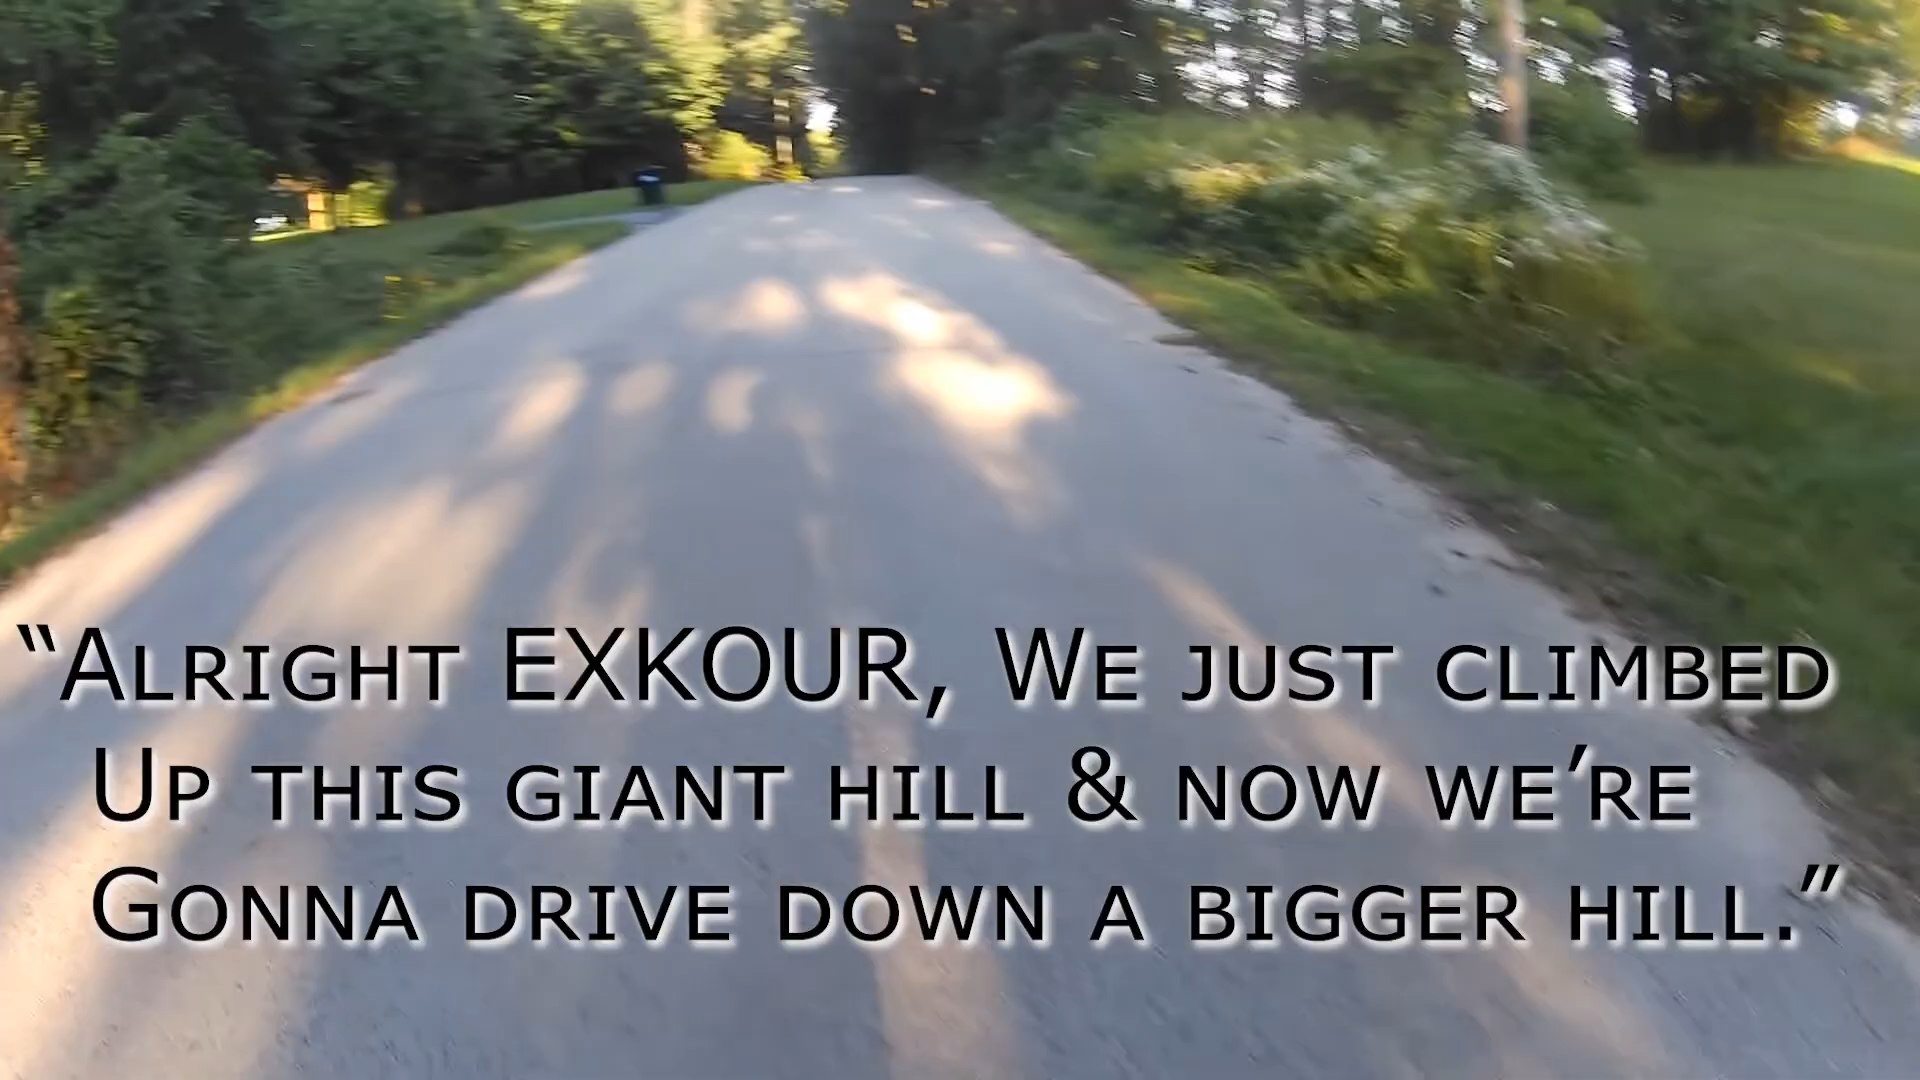 “Alright EXKOUR, We just climbed
Up this giant hill & now we’re
Gonna drive down a bigger hill.”